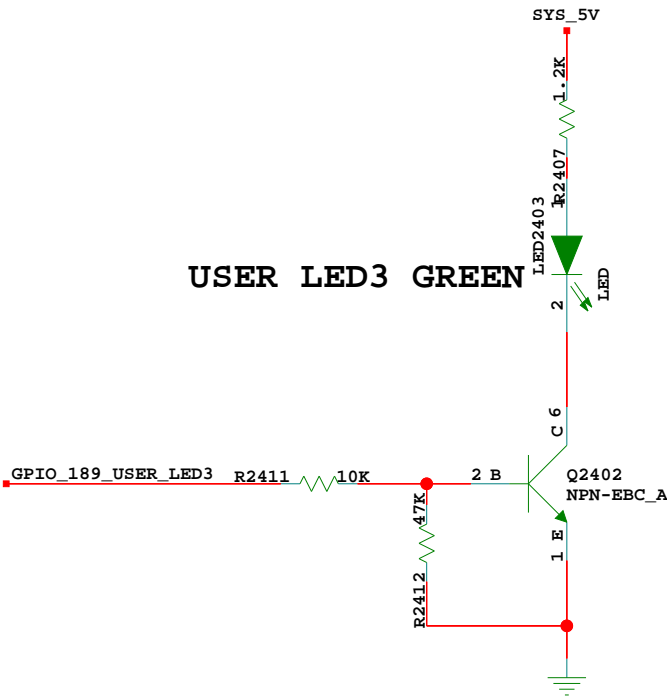 SYS_5V
1.2K
R2407
1
LED2403
USER LED3 GREEN
LED
2
C 6
GPIO_189_USER_LED3
R2411
10K
2 B
Q2402
NPN-EBC_A
47K
1 E
R2412